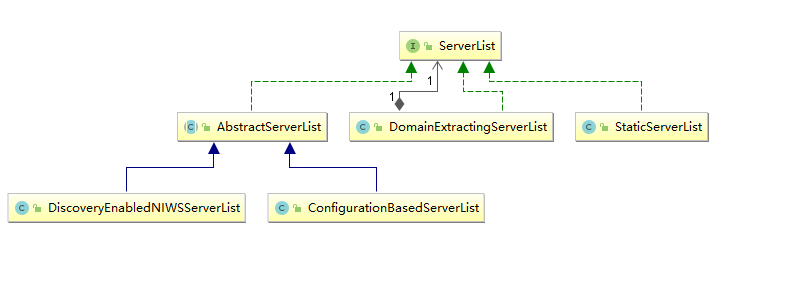 I ServerList
1
1
C AbstractServerList
C DomainExtractingServerList
C StaticServerList
C DiscoveryEnabledNIWSServerList
C ConfigurationBasedServerList